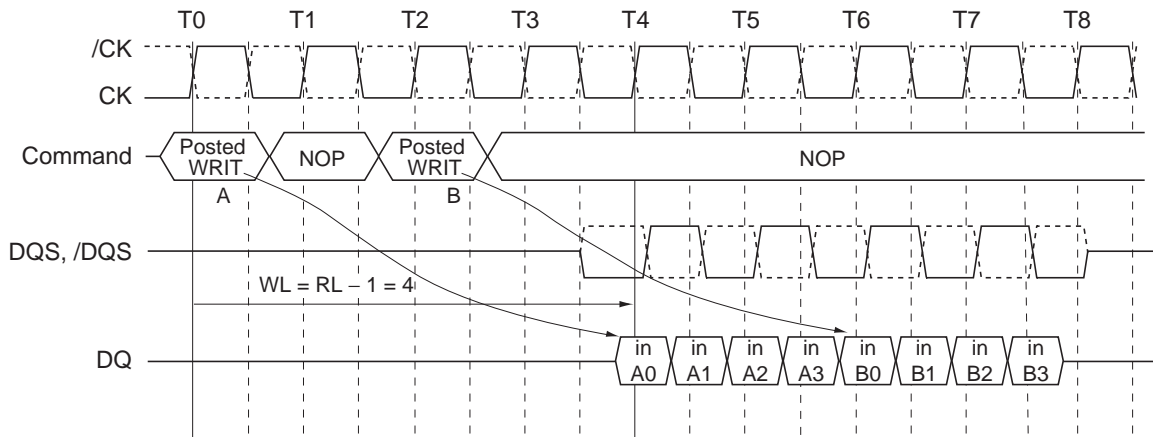 T0 T1 T2 T3 T4 T5 T6 T7 T8
/CK
CK
Command
Posted
WRIT
A
NOP
Posted
WRIT
B
NOP
DQS, /DQS
WL = RL − 1 = 4
DQ
in
A0
in
A1
in
A2
in
A3
in
B0
in
B1
in
B2
in
B3